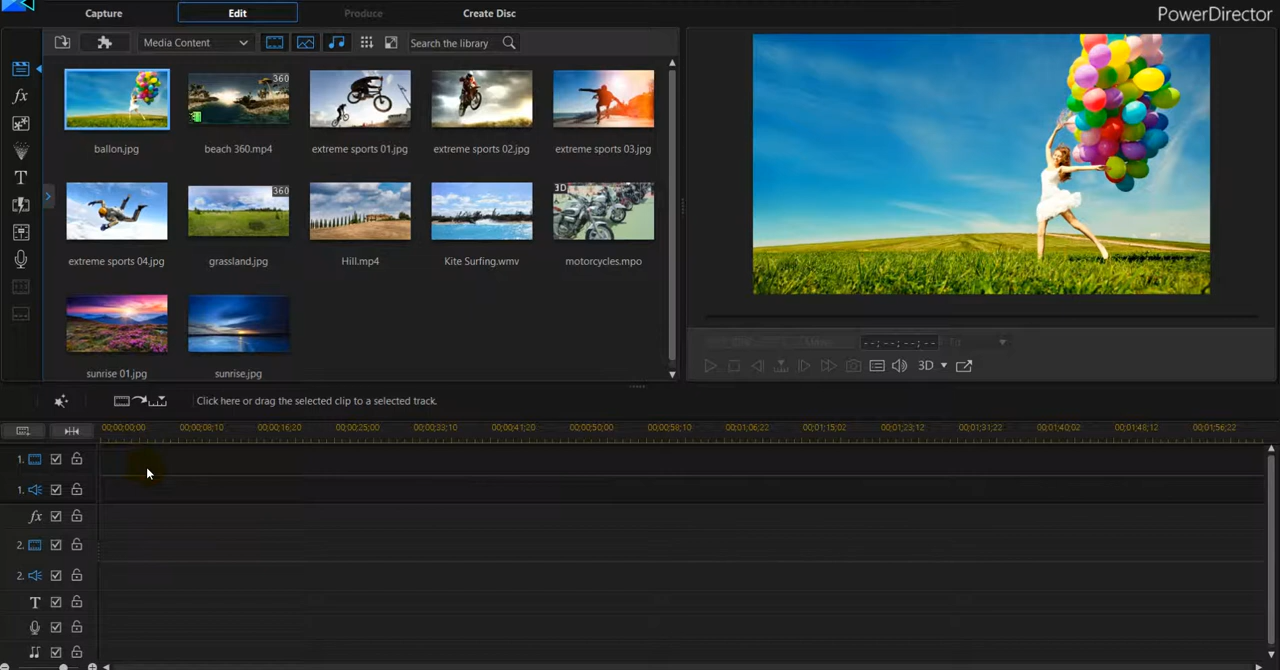 Capture Edit Produce Create Disc
PowerDirector
Media Content Search the library
360 360 3D
ballon.jpg beach 360.mp4 extreme sports 01.jpg extreme sports 02.jpg extreme sports 03.jpg
extreme sports 04.jpg grassland.jpg Hill.mp4 Kite Surfing.wmv motorcycles.mpo
sunrise 01.jpg sunrise.jpg
fx
T
--;--;--;--
3D
Click here or drag the selected clip to a selected track.
00;00;00;00 00;00;08;10 00;00;16;20 00;00;25;00 00;00;33;10 00;00;41;20 00;00;50;00 00;00;58;10 00;01;06;22 00;01;15;02 00;01;23;12 00;01;31;22 00;01;40;02 00;01;48;12 00;01;56;22
1.
1.
fx
2.
2.
T